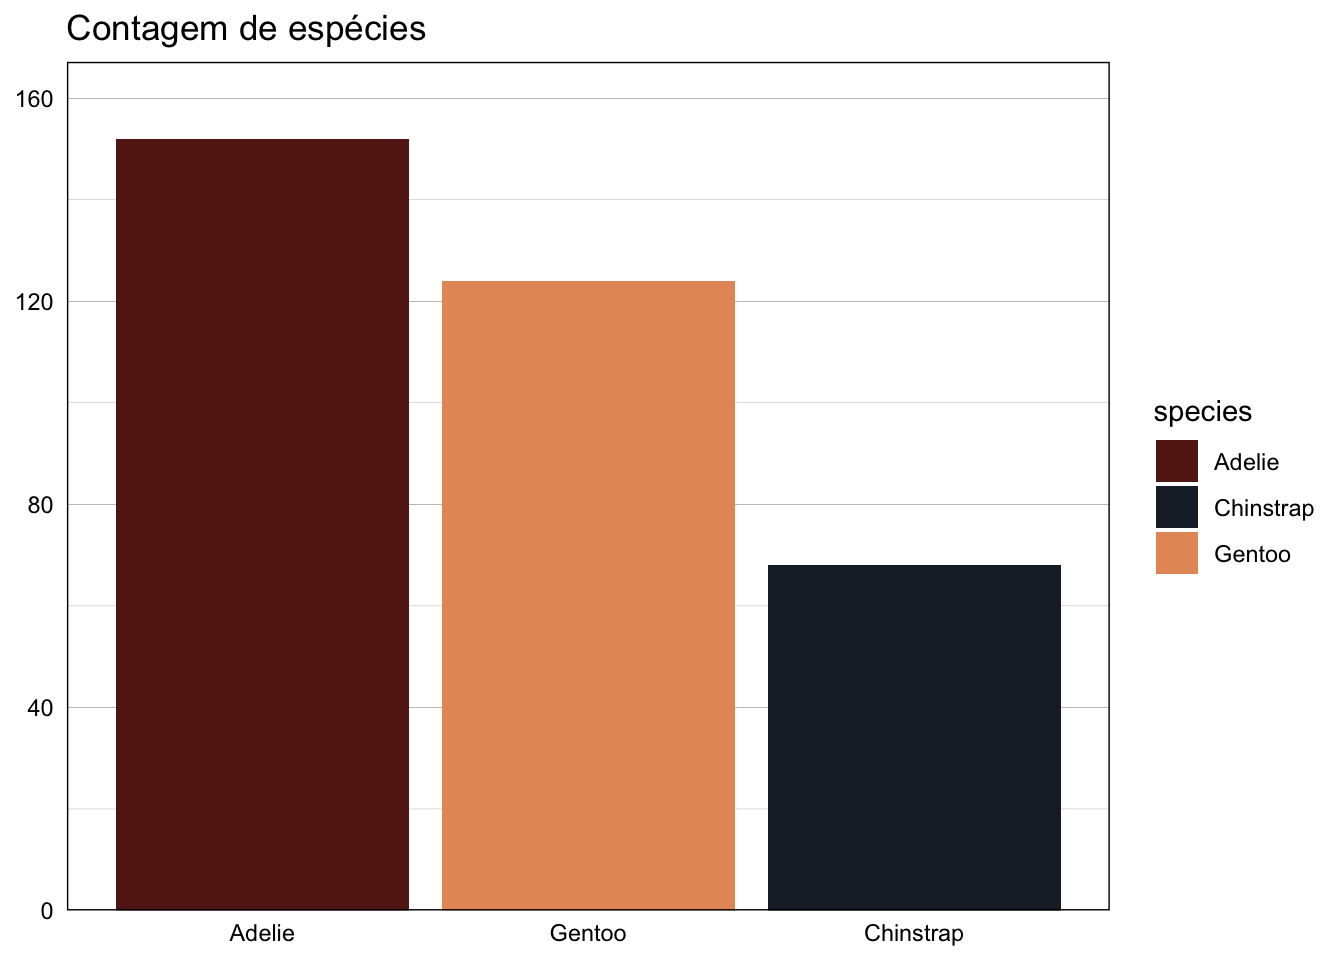 Contagem de espécies
160
120
80
40
0
Adelie
Gentoo
Chinstrap
species
Adelie
Chinstrap
Gentoo